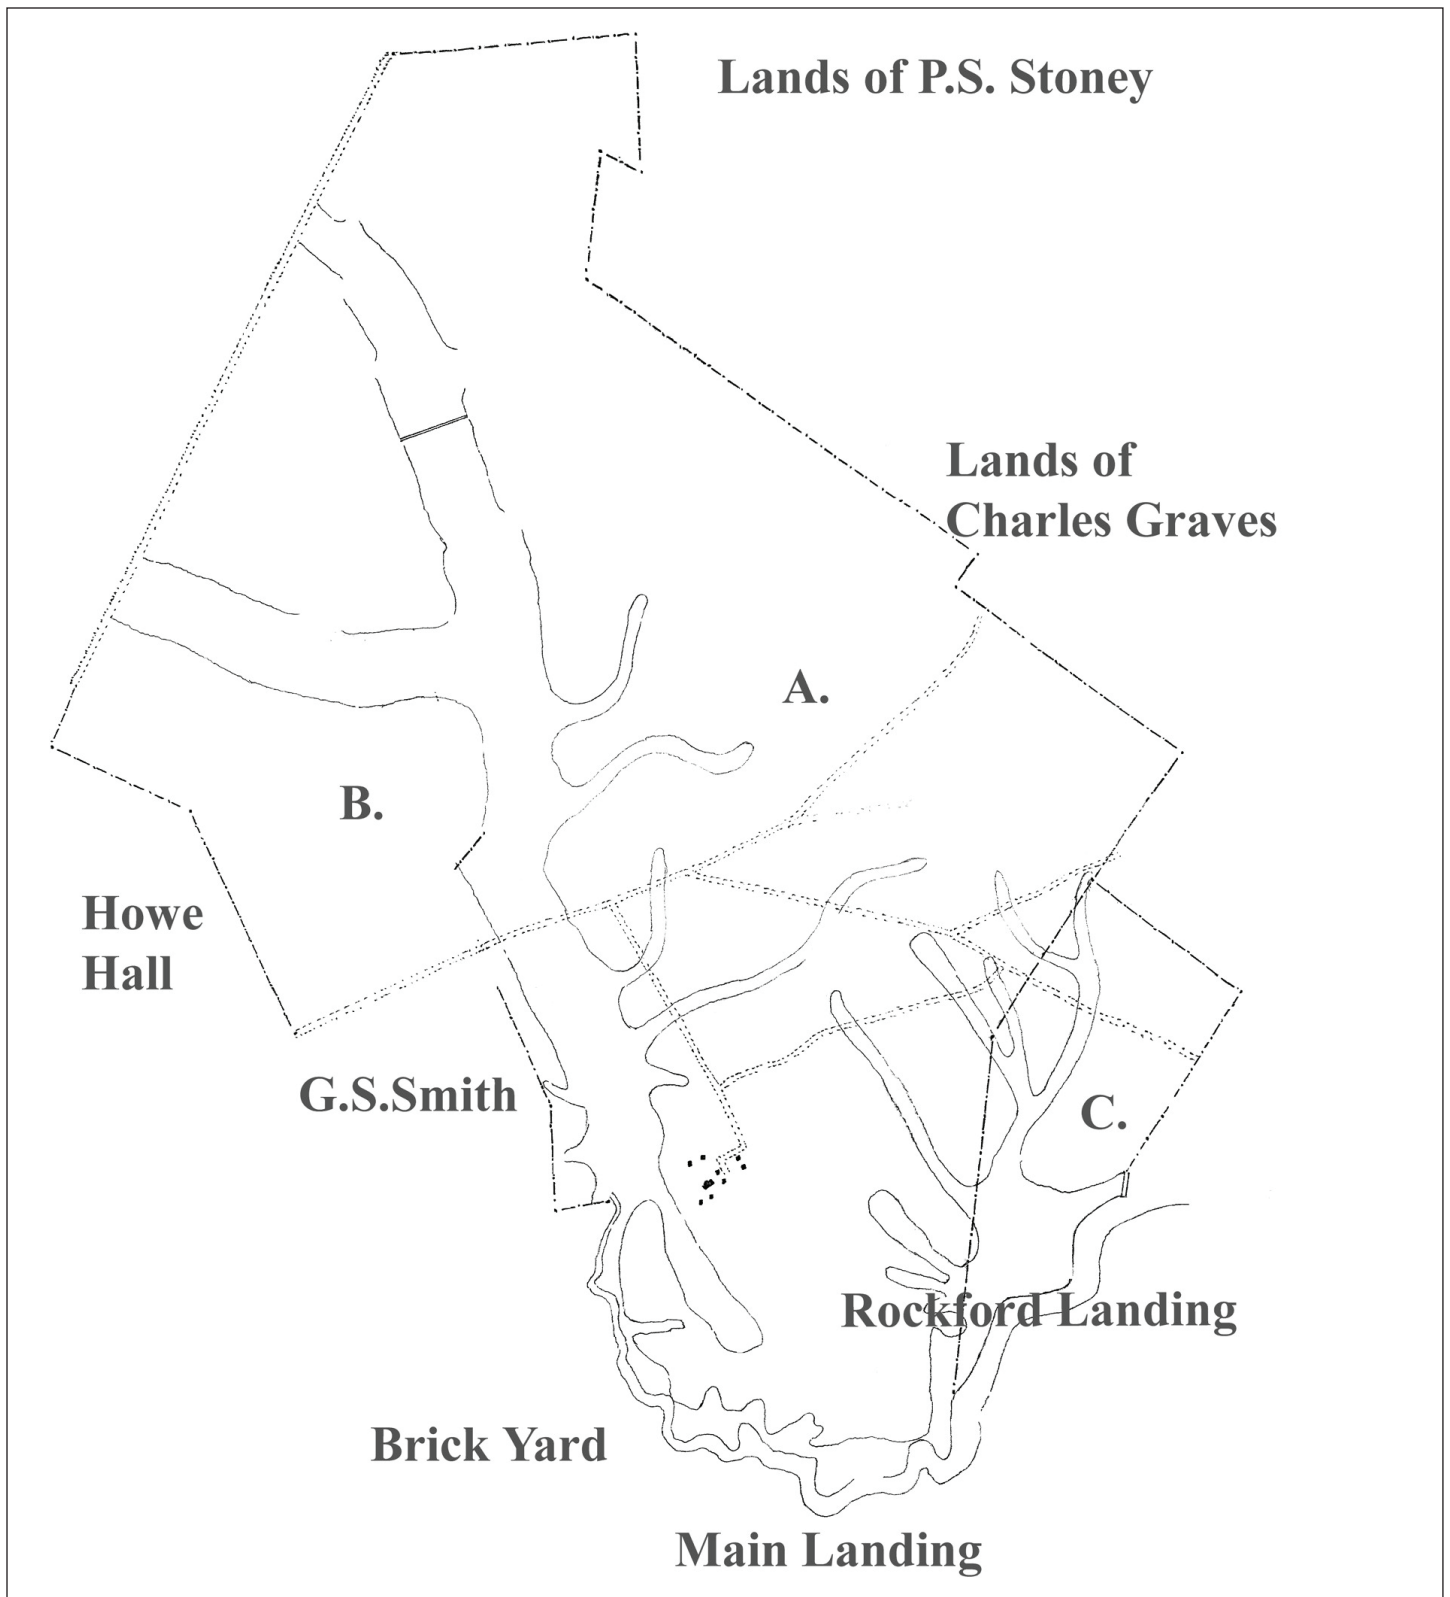 Lands of P.S. Stoney
Lands of
Charles Graves
A.
B.
Howe
Hall
G.S.Smith
C.
Rockford Landing
Brick Yard
Main Landing